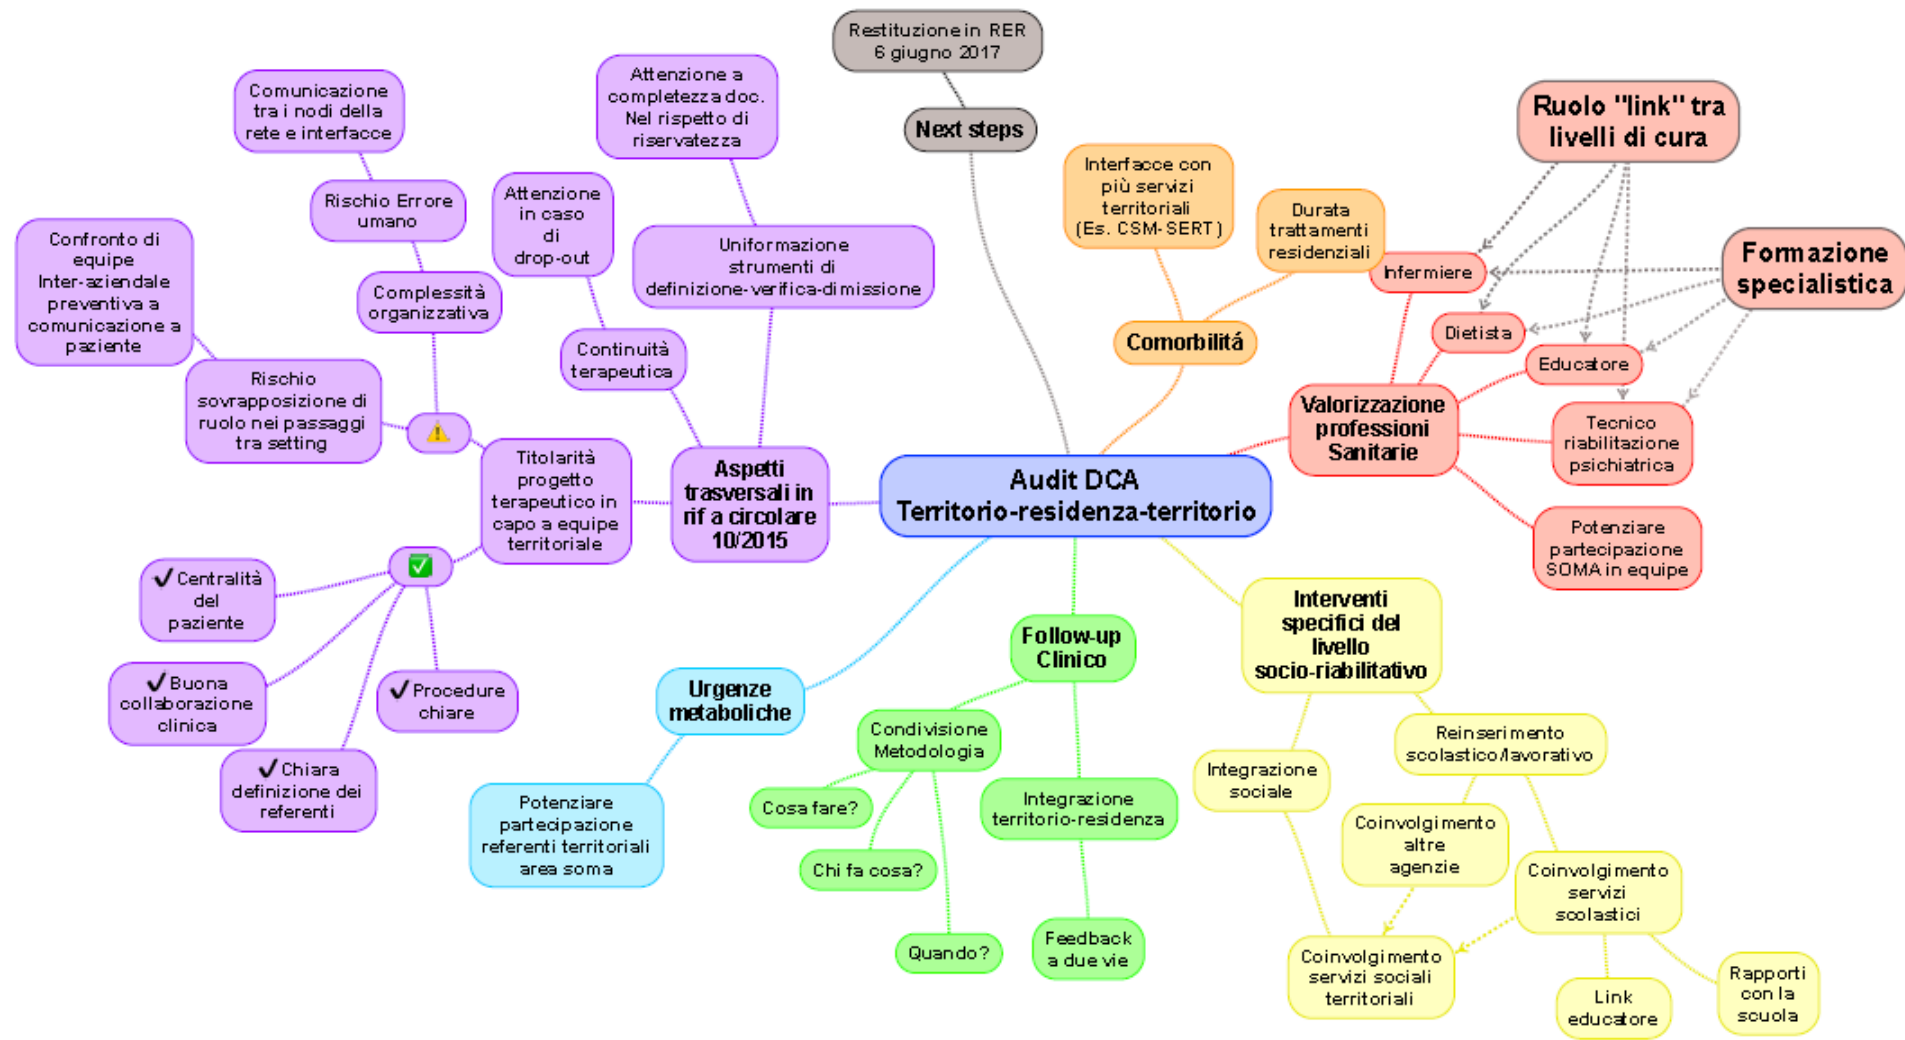 Restituzione in RER
6 giugno 2017
Next steps
Comunicazione
tra i nodi della
rete e interfacce
Attenzione a
completezza doc.
Nel rispetto di
riservatezza
Rischio Errore
umano
Attenzione
in caso
di
drop-out
Confronto di
equipe
Inter-aziendale
preventiva a
comunicazione a
paziente
Complessità
organizzativa
Uniformazione
strumenti di
definizione-verifica-dimissione
Continuità
terapeutica
Rischio
sovrapposizione di
ruolo nei passaggi
tra setting
Titolarità
progetto
terapeutico in
capo a equipe
territoriale
Aspetti
trasversali in
rif a circolare
10/2015
✔Centralità
del
paziente
✔Buona
collaborazione
clinica
✔Chiara
definizione dei
referenti
✔Procedure
chiare
Interfacce con
più servizi
territoriali
(Es. CSM-SERT)
Durata
trattamenti
residenziali
Comorbilitá
Ruolo "link" tra
livelli di cura
Formazione
specialistica
Infermiere
Dietista
Educatore
Valorizzazione
professioni
Sanitarie
Tecnico
riabilitazione
psichiatrica
Potenziare
partecipazione
SOMA in equipe
Audit DCA
Territorio-residenza-territorio
Urgenze
metaboliche
Potenziare
partecipazione
referenti territoriali
area soma
Follow-up
Clinico
Condivisione
Metodologia
Cosa fare?
Chi fa cosa?
Quando?
Integrazione
territorio-residenza
Feedback
a due vie
Interventi
specifici del
livello
socio-riabilitativo
Integrazione
sociale
Reinserimento
scolastico/lavorativo
Coinvolgimento
altre
agenzie
Coinvolgimento
servizi
scolastici
Coinvolgimento
servizi sociali
territoriali
Link
educatore
Rapporti
con la
scuola